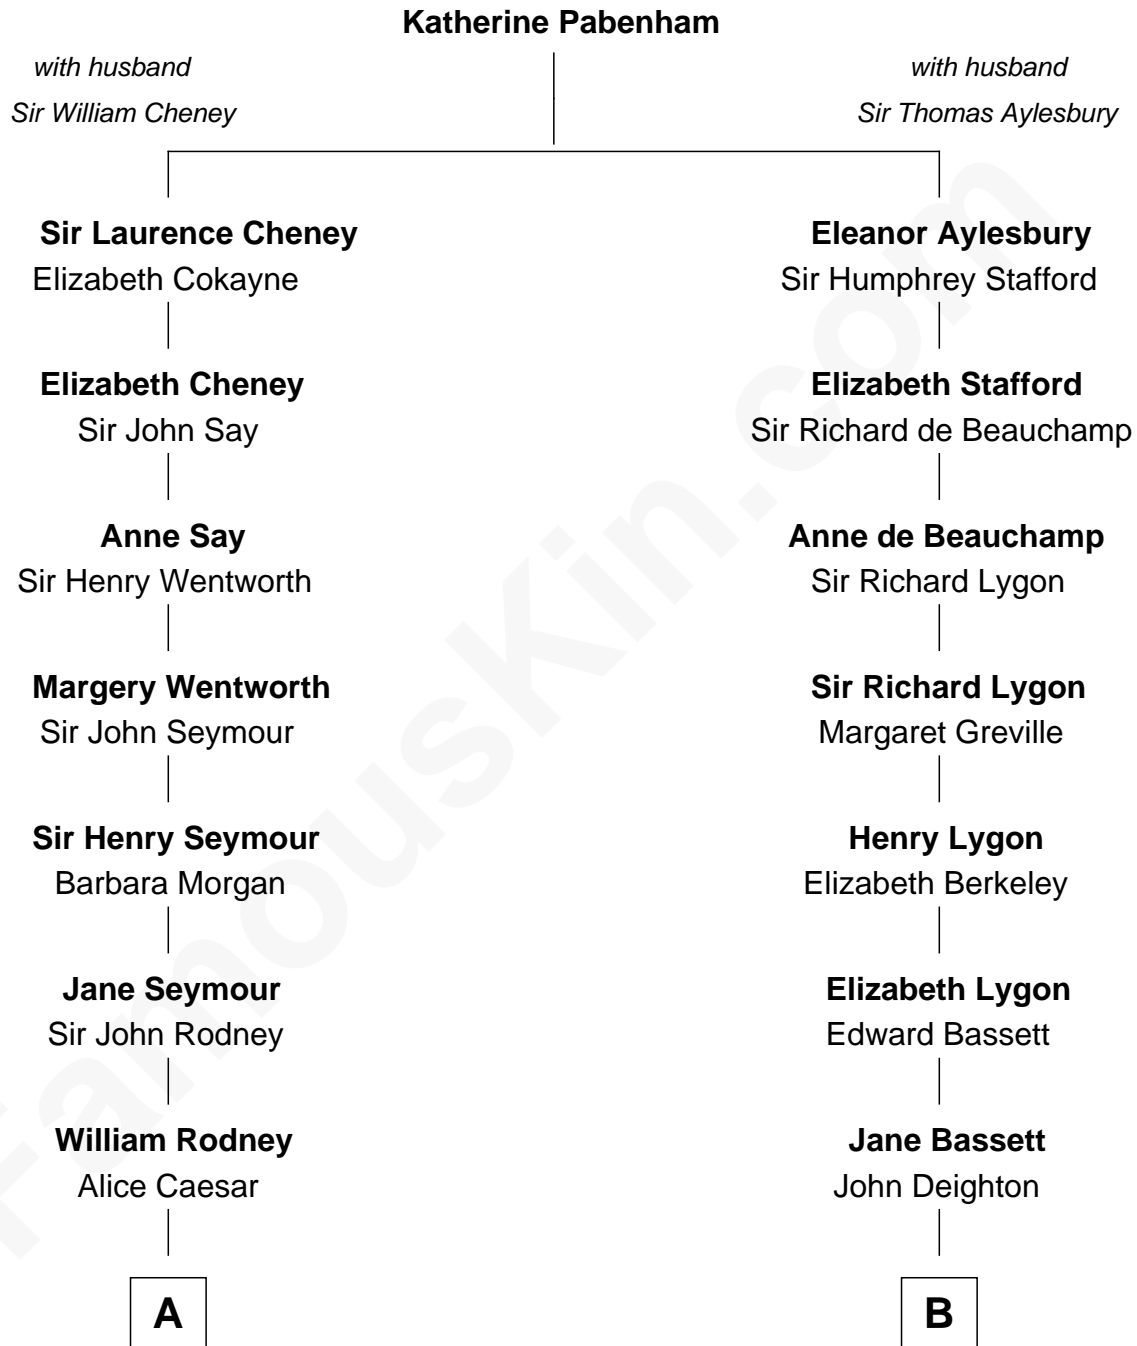 Katherine Pabenham
with husband
Sir William Cheney
with husband
Sir Thomas Aylesbury
Sir Laurence Cheney
Elizabeth Cokayne
Eleanor Aylesbury
Sir Humphrey Stafford
Elizabeth Cheney
Sir John Say
Elizabeth Stafford
Sir Richard de Beauchamp
Anne Say
Sir Henry Wentworth
Anne de Beauchamp
Sir Richard Lygon
Margery Wentworth
Sir John Seymour
Sir Richard Lygon
Margaret Greville
Sir Henry Seymour
Barbara Morgan
Henry Lygon
Elizabeth Berkeley
Jane Seymour
Sir John Rodney
Elizabeth Lygon
Edward Bassett
William Rodney
Alice Caesar
Jane Bassett
John Deighton
A
B
FamousKin.com